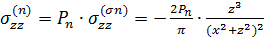 σ_zz^(n) = P_n · σ_zz^(σn) = − (2P_n / π) · z³ / (x² + z²)²